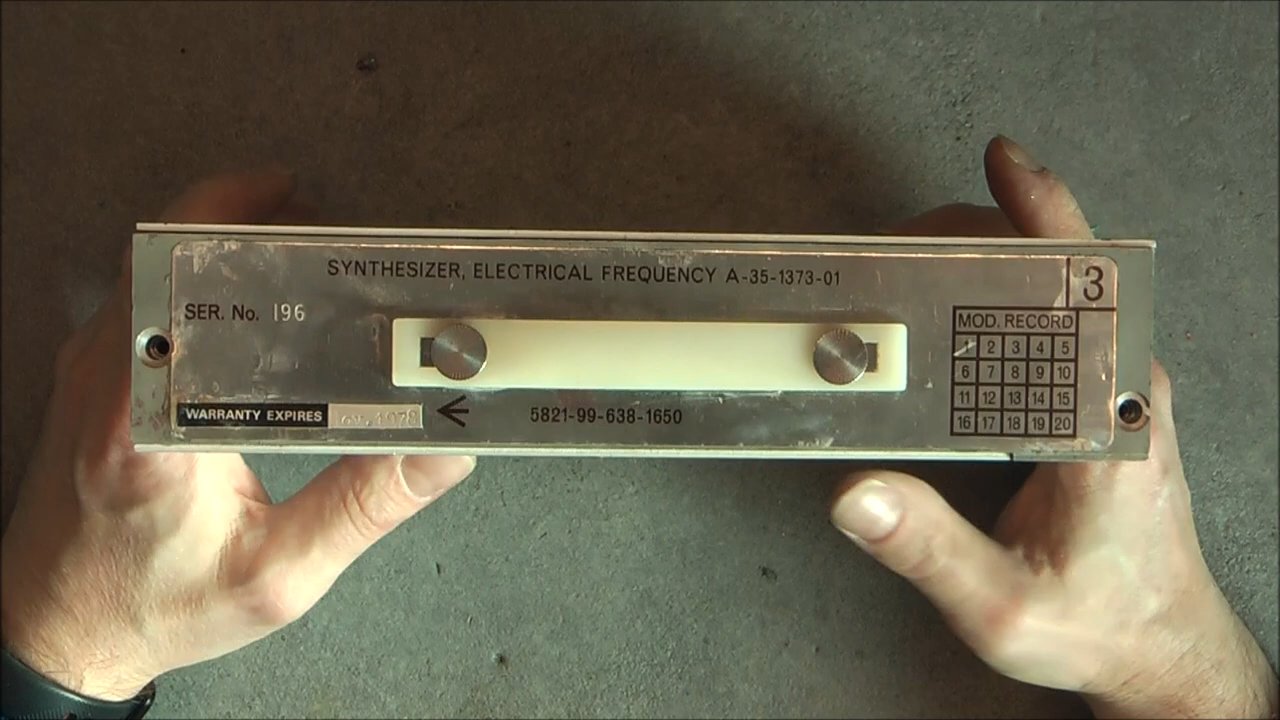 SYNTHESIZER, ELECTRICAL FREQUENCY A-35-1373-01
3
SER. No. 196
MOD. RECORD
1 2 3 4 5
6 7 8 9 10
11 12 13 14 15
16 17 18 19 20
WARRANTY EXPIRES 1978
5821-99-638-1650